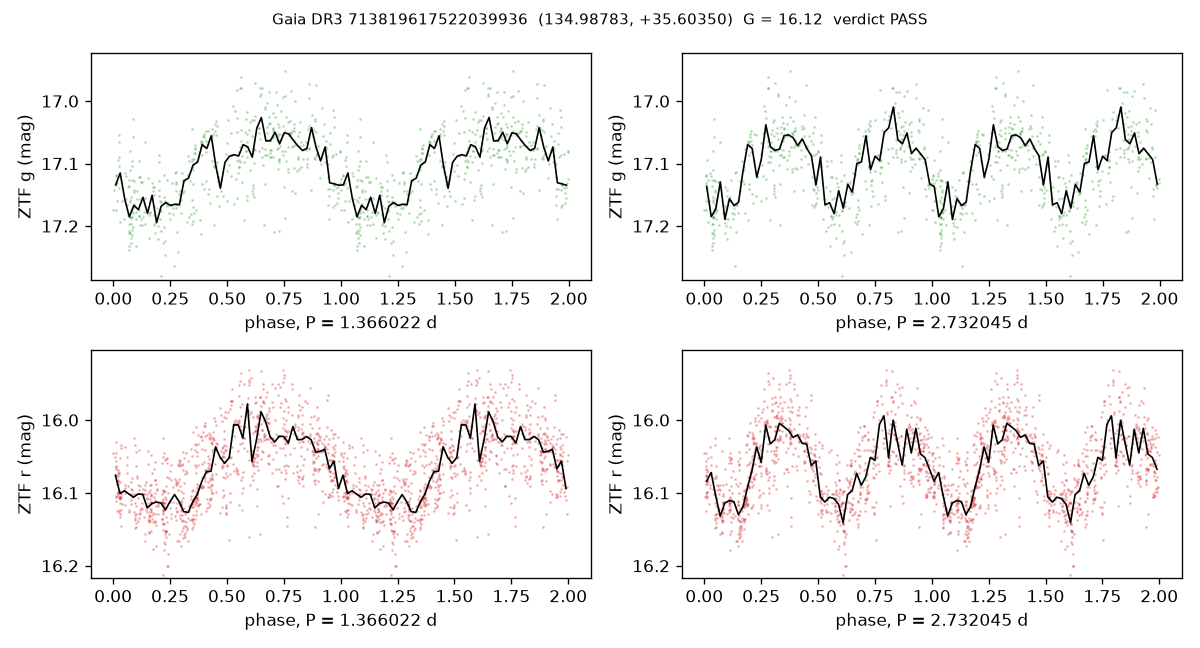 Gaia DR3 713819617522039936 (134.98783, +35.60350) G = 16.12 verdict PASS
ZTF g (mag)
17.0
17.1
17.2
0.00 0.25 0.50 0.75 1.00 1.25 1.50 1.75 2.00
phase, P = 1.366022 d
ZTF g (mag)
17.0
17.1
17.2
0.00 0.25 0.50 0.75 1.00 1.25 1.50 1.75 2.00
phase, P = 2.732045 d
ZTF r (mag)
16.0
16.1
16.2
0.00 0.25 0.50 0.75 1.00 1.25 1.50 1.75 2.00
phase, P = 1.366022 d
ZTF r (mag)
16.0
16.1
16.2
0.00 0.25 0.50 0.75 1.00 1.25 1.50 1.75 2.00
phase, P = 2.732045 d